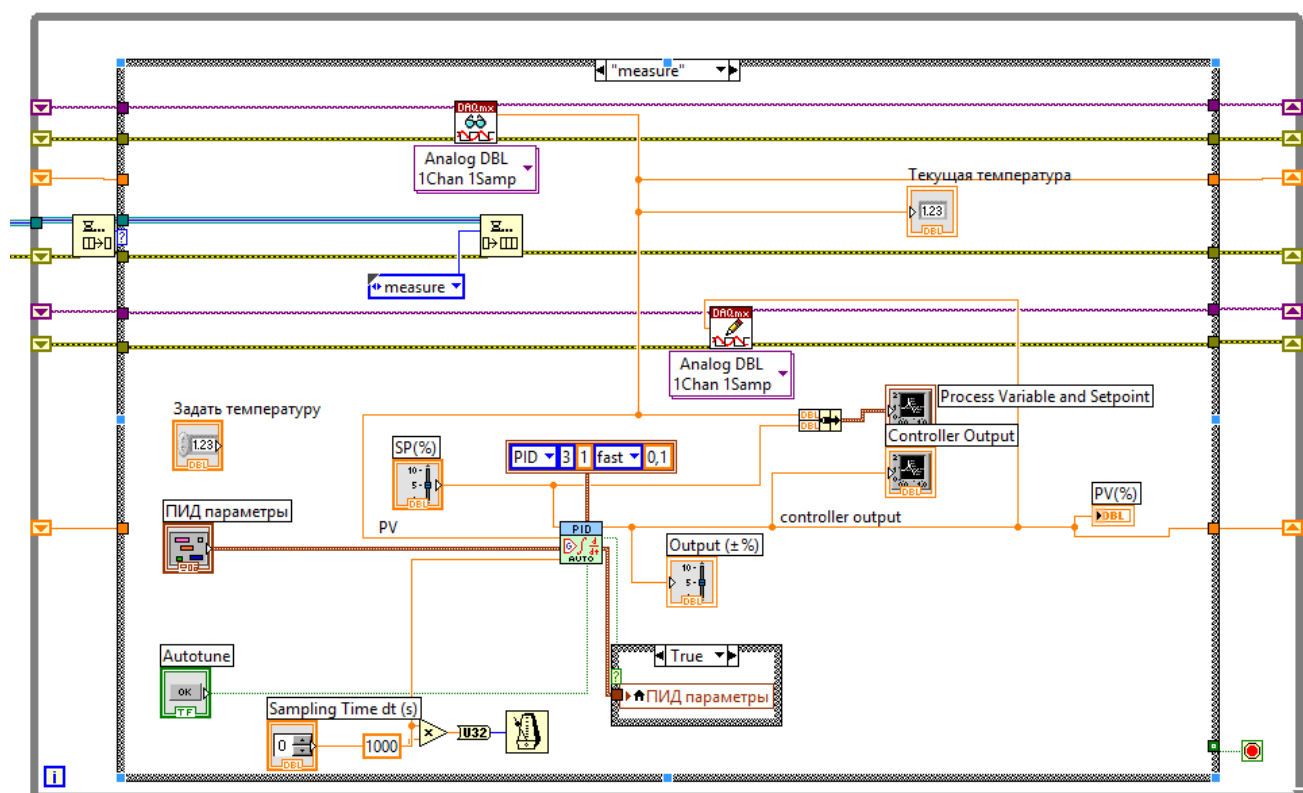 "measure"
DAQmx
Analog DBL
1Chan 1Samp
Текущая температура
1.23
DBL
?
measure
DAQmx
Analog DBL
1Chan 1Samp
Задать температуру
1.23
DBL
DBL
DBL
Process Variable and Setpoint
Controller Output
DBL
SP(%)
10-
5-
DBL
PID 3 1 fast 0,1
PV(%)
DBL
ПИД параметры
PV
PID
AUTO
controller output
Output (±%)
10-
5-
DBL
Autotune
OK
TF
True
?
ПИД параметры
Sampling Time dt (s)
0
DBL
1000
×
U32
i